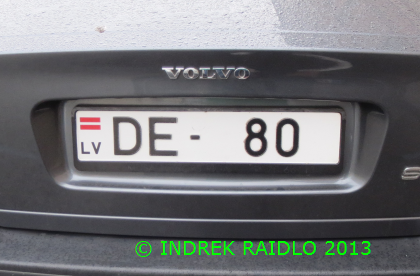 VOLVO
LV DE- 80
S
© INDREK RAIDLO 2013